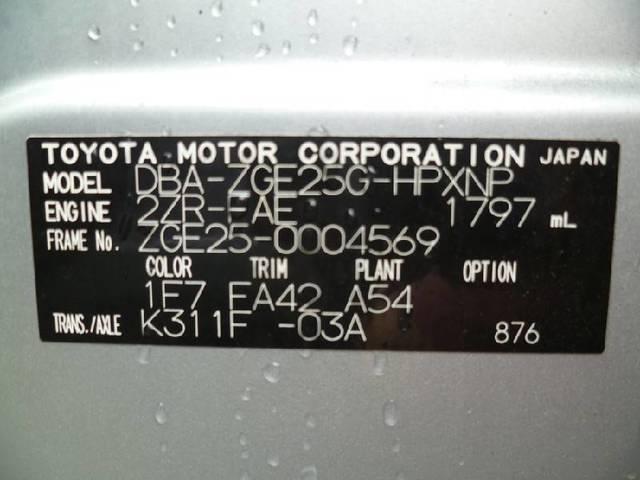 TOYOTA MOTOR CORPORATION JAPAN
MODEL DBA-ZGE25G-HPXNP
ENGINE 2ZR-FAE 1797 mL
FRAME No. ZGE25-0004569
COLOR TRIM PLANT OPTION
1F7 FA42 A54
TRANS./AXLE K311F -03A 876